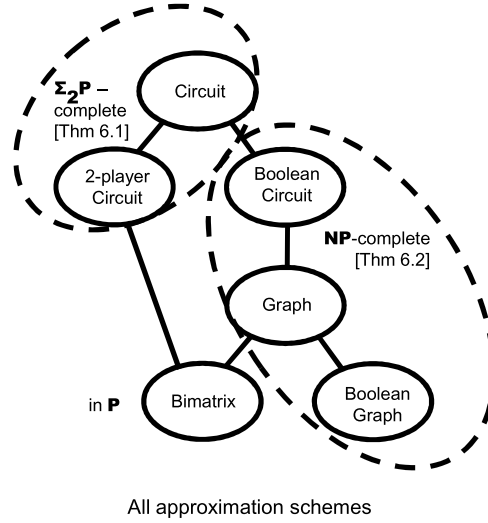 Circuit
Σ₂P –
complete
[Thm 6.1]
2-player
Circuit
Boolean
Circuit
NP-complete
[Thm 6.2]
Graph
in P
Bimatrix
Boolean
Graph
All approximation schemes